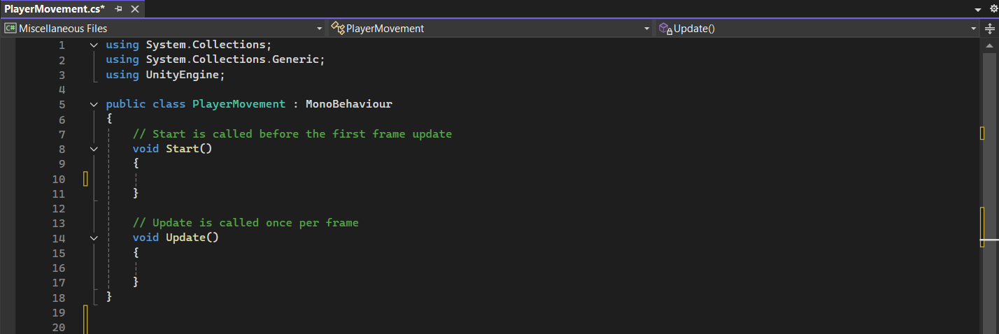 PlayerMovement.cs*
C# Miscellaneous Files PlayerMovement Update()
1 using System.Collections;
2 using System.Collections.Generic;
3 using UnityEngine;
4
5 public class PlayerMovement : MonoBehaviour
6 {
7 // Start is called before the first frame update
8 void Start()
9 {
10
11 }
12
13 // Update is called once per frame
14 void Update()
15 {
16
17 }
18 }
19
20